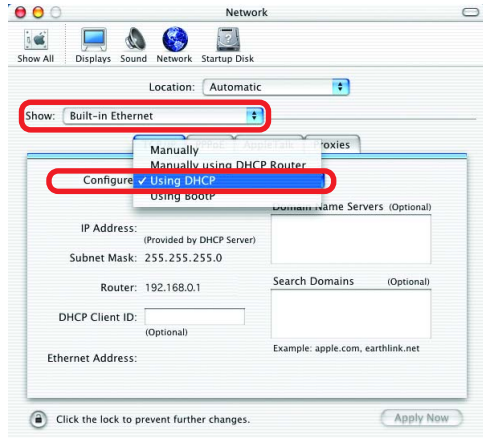 Network
Show All Displays Sound Network Startup Disk
Location: Automatic
Show: Built-in Ethernet
AppleTalk Proxies
Manually
Manually using DHCP Router
Configure ✓ Using DHCP
Using BootP
Domain Name Servers (Optional)
IP Address:
(Provided by DHCP Server)
Subnet Mask: 255.255.255.0
Router: 192.168.0.1
Search Domains (Optional)
DHCP Client ID:
(Optional)
Example: apple.com, earthlink.net
Ethernet Address:
Click the lock to prevent further changes.
Apply Now